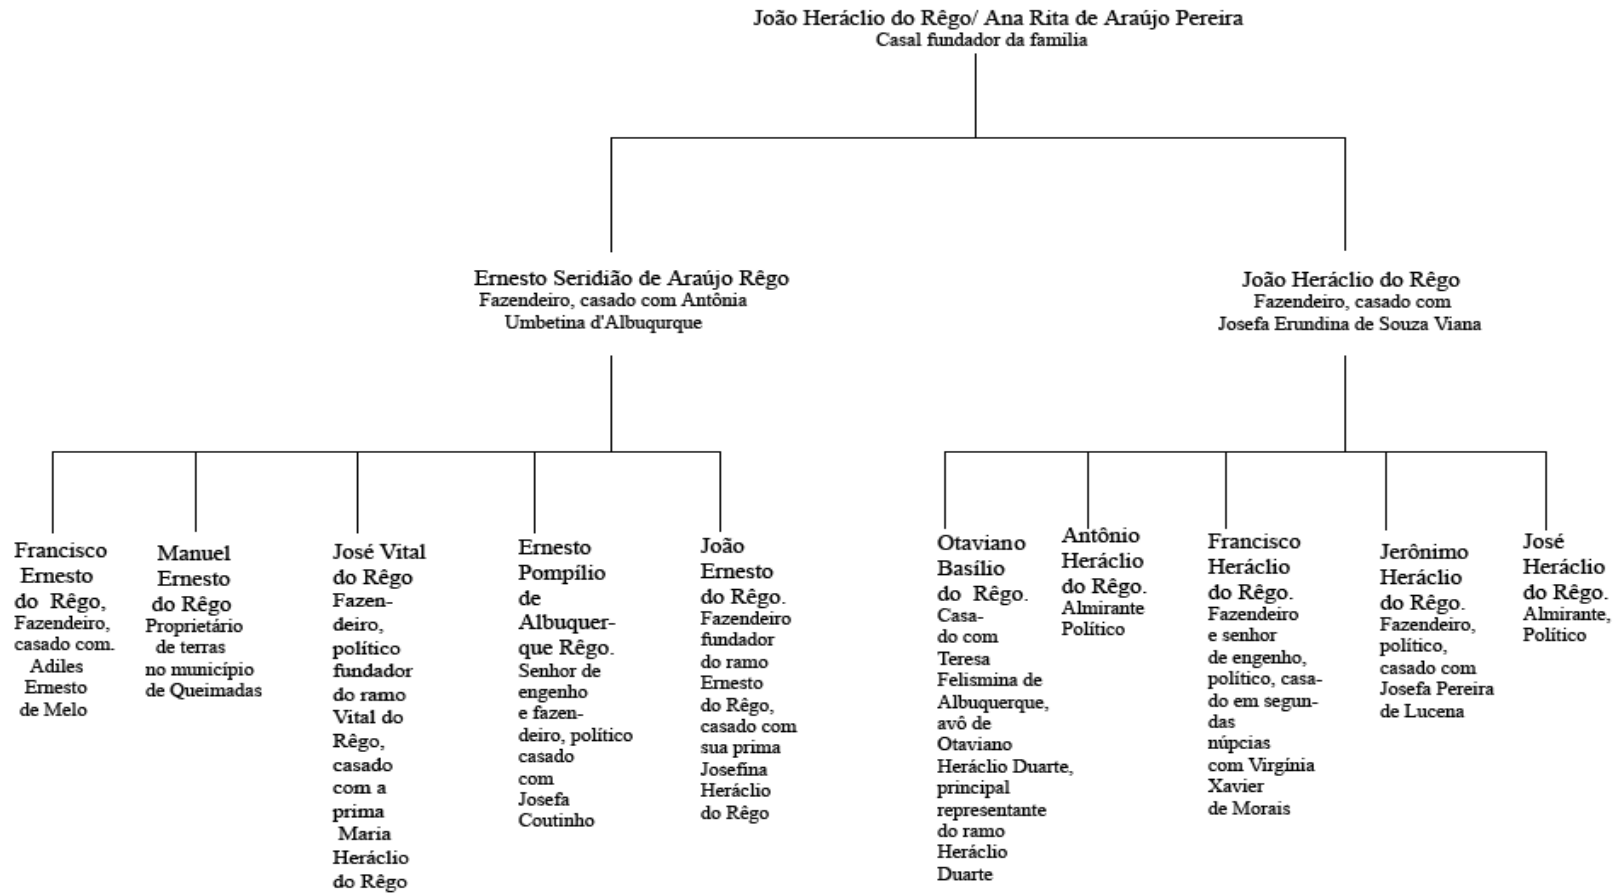 João Heráclio do Rêgo/ Ana Rita de Araújo Pereira
Casal fundador da familia
Ernesto Seridião de Araújo Rêgo
Fazendeiro, casado com Antônia
Umbetina d'Albuqurque
João Heráclio do Rêgo
Fazendeiro, casado com
Josefa Erundina de Souza Viana
Francisco
Ernesto
do Rêgo,
Fazendeiro,
casado com.
Adiles
Ernesto
de Melo
Manuel
Ernesto
do Rêgo
Proprietário
de terras
no município
de Queimadas
José Vital
do Rêgo
Fazen-
deiro,
político
fundador
do ramo
Vital do
Rêgo,
casado
com a
prima
Maria
Heráclio
do Rêgo
Ernesto
Pompílio
de
Albuquer-
que Rêgo.
Senhor de
engenho
e fazen-
deiro, político
casado
com
Josefa
Coutinho
João
Ernesto
do Rêgo.
Fazendeiro
fundador
do ramo
Ernesto
do Rêgo,
casado com
sua prima
Josefina
Heráclio
do Rêgo
Otaviano
Basílio
do Rêgo.
Casa-
do com
Teresa
Felismina de
Albuquerque,
avô de
Otaviano
Heráclio Duarte,
principal
representante
do ramo
Heráclio
Duarte
Antônio
Heráclio
do Rêgo.
Almirante
Político
Francisco
Heráclio
do Rêgo.
Fazendeiro
e senhor
de engenho,
político, casa-
do em segun-
das
núpcias
com Virgínia
Xavier
de Morais
Jerônimo
Heráclio
do Rêgo.
Fazendeiro,
político,
casado com
Josefa Pereira
de Lucena
José
Heráclio
do Rêgo.
Almirante,
Político